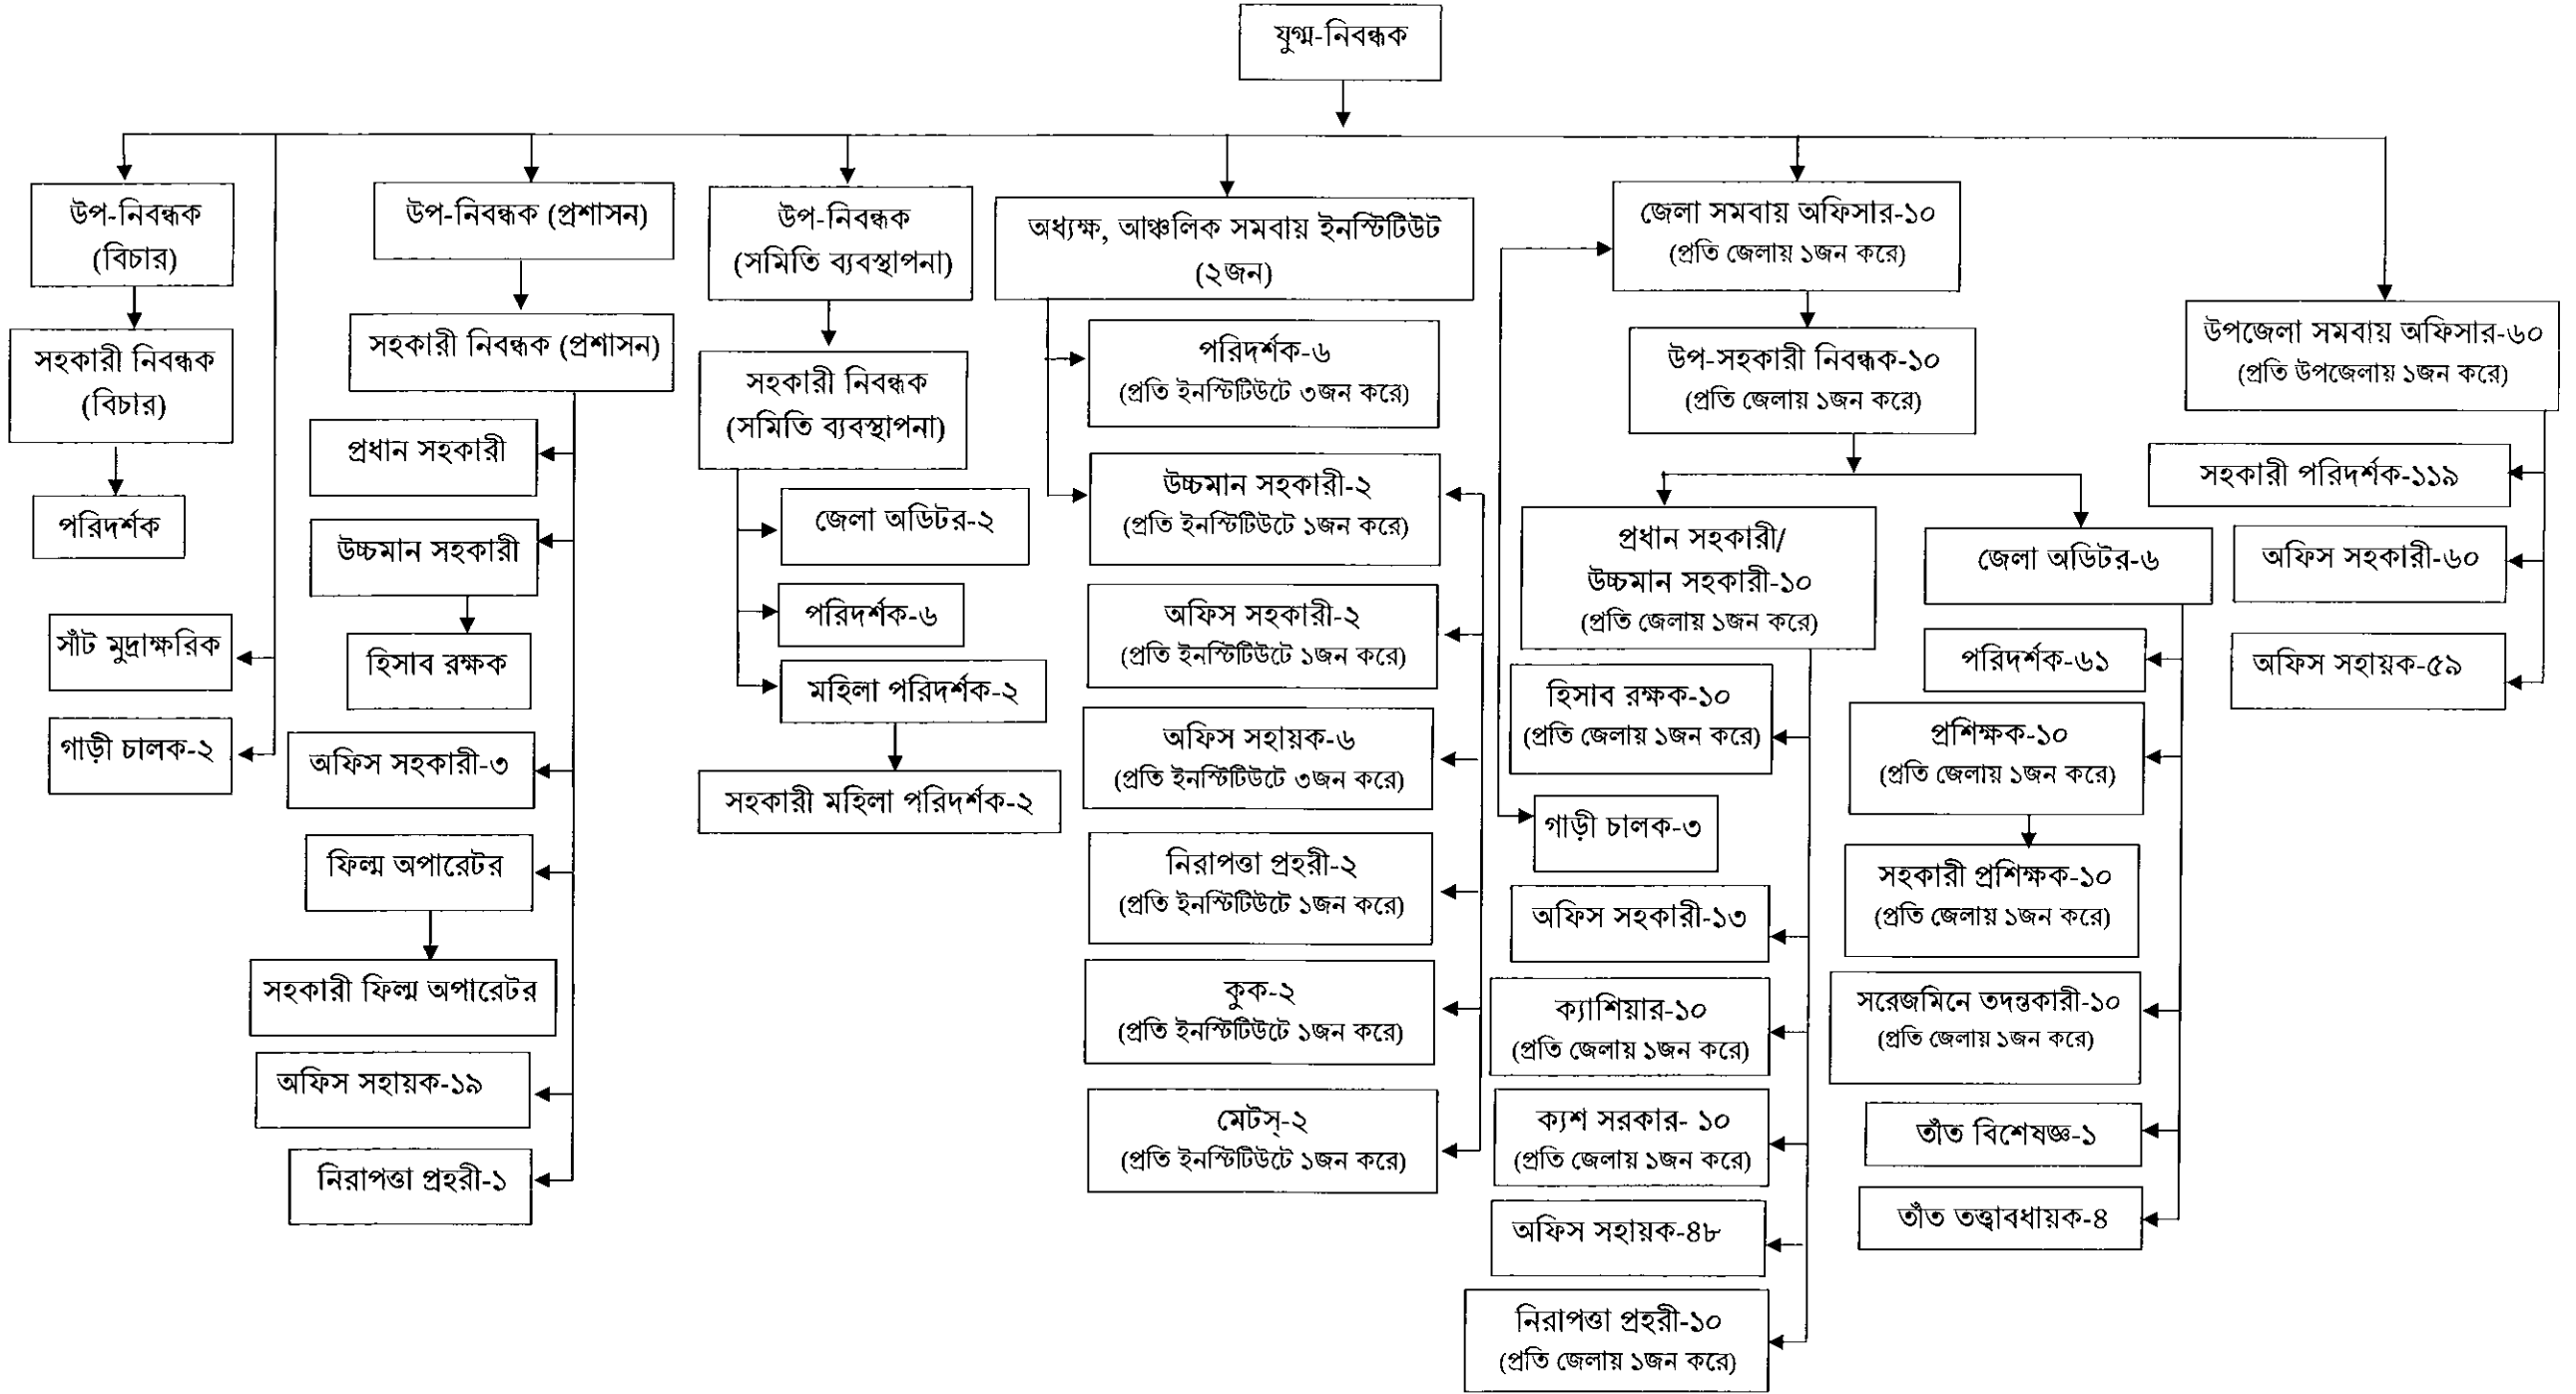 যুগ্ম-নিবন্ধক
উপ-নিবন্ধক
(বিচার)
সহকারী নিবন্ধক
(বিচার)
পরিদর্শক
সাঁট মুদ্রাক্ষরিক
গাড়ী চালক-২
উপ-নিবন্ধক (প্রশাসন)
সহকারী নিবন্ধক (প্রশাসন)
প্রধান সহকারী
উচ্চমান সহকারী
হিসাব রক্ষক
অফিস সহকারী-৩
ফিল্ম অপারেটর
সহকারী ফিল্ম অপারেটর
অফিস সহায়ক-১৯
নিরাপত্তা প্রহরী-১
উপ-নিবন্ধক
(সমিতি ব্যবস্থাপনা)
সহকারী নিবন্ধক
(সমিতি ব্যবস্থাপনা)
জেলা অডিটর-২
পরিদর্শক-৬
মহিলা পরিদর্শক-২
সহকারী মহিলা পরিদর্শক-২
অধ্যক্ষ, আঞ্চলিক সমবায় ইনস্টিটিউট
(২জন)
পরিদর্শক-৬
(প্রতি ইনস্টিটিউটে ৩জন করে)
উচ্চমান সহকারী-২
(প্রতি ইনস্টিটিউটে ১জন করে)
অফিস সহকারী-২
(প্রতি ইনস্টিটিউটে ১জন করে)
অফিস সহায়ক-৬
(প্রতি ইনস্টিটিউটে ৩জন করে)
নিরাপত্তা প্রহরী-২
(প্রতি ইনস্টিটিউটে ১জন করে)
কুক-২
(প্রতি ইনস্টিটিউটে ১জন করে)
মেটস্-২
(প্রতি ইনস্টিটিউটে ১জন করে)
জেলা সমবায় অফিসার-১০
(প্রতি জেলায় ১জন করে)
উপ-সহকারী নিবন্ধক-১০
(প্রতি জেলায় ১জন করে)
প্রধান সহকারী/
উচ্চমান সহকারী-১০
(প্রতি জেলায় ১জন করে)
হিসাব রক্ষক-১০
(প্রতি জেলায় ১জন করে)
গাড়ী চালক-৩
অফিস সহকারী-১৩
ক্যাশিয়ার-১০
(প্রতি জেলায় ১জন করে)
ক্যশ সরকার- ১০
(প্রতি জেলায় ১জন করে)
অফিস সহায়ক-৪৮
নিরাপত্তা প্রহরী-১০
(প্রতি জেলায় ১জন করে)
জেলা অডিটর-৬
পরিদর্শক-৬১
প্রশিক্ষক-১০
(প্রতি জেলায় ১জন করে)
সহকারী প্রশিক্ষক-১০
(প্রতি জেলায় ১জন করে)
সরেজমিনে তদন্তকারী-১০
(প্রতি জেলায় ১জন করে)
তাঁত বিশেষজ্ঞ-১
তাঁত তত্ত্বাবধায়ক-৪
উপজেলা সমবায় অফিসার-৬০
(প্রতি উপজেলায় ১জন করে)
সহকারী পরিদর্শক-১১৯
অফিস সহকারী-৬০
অফিস সহায়ক-৫৯